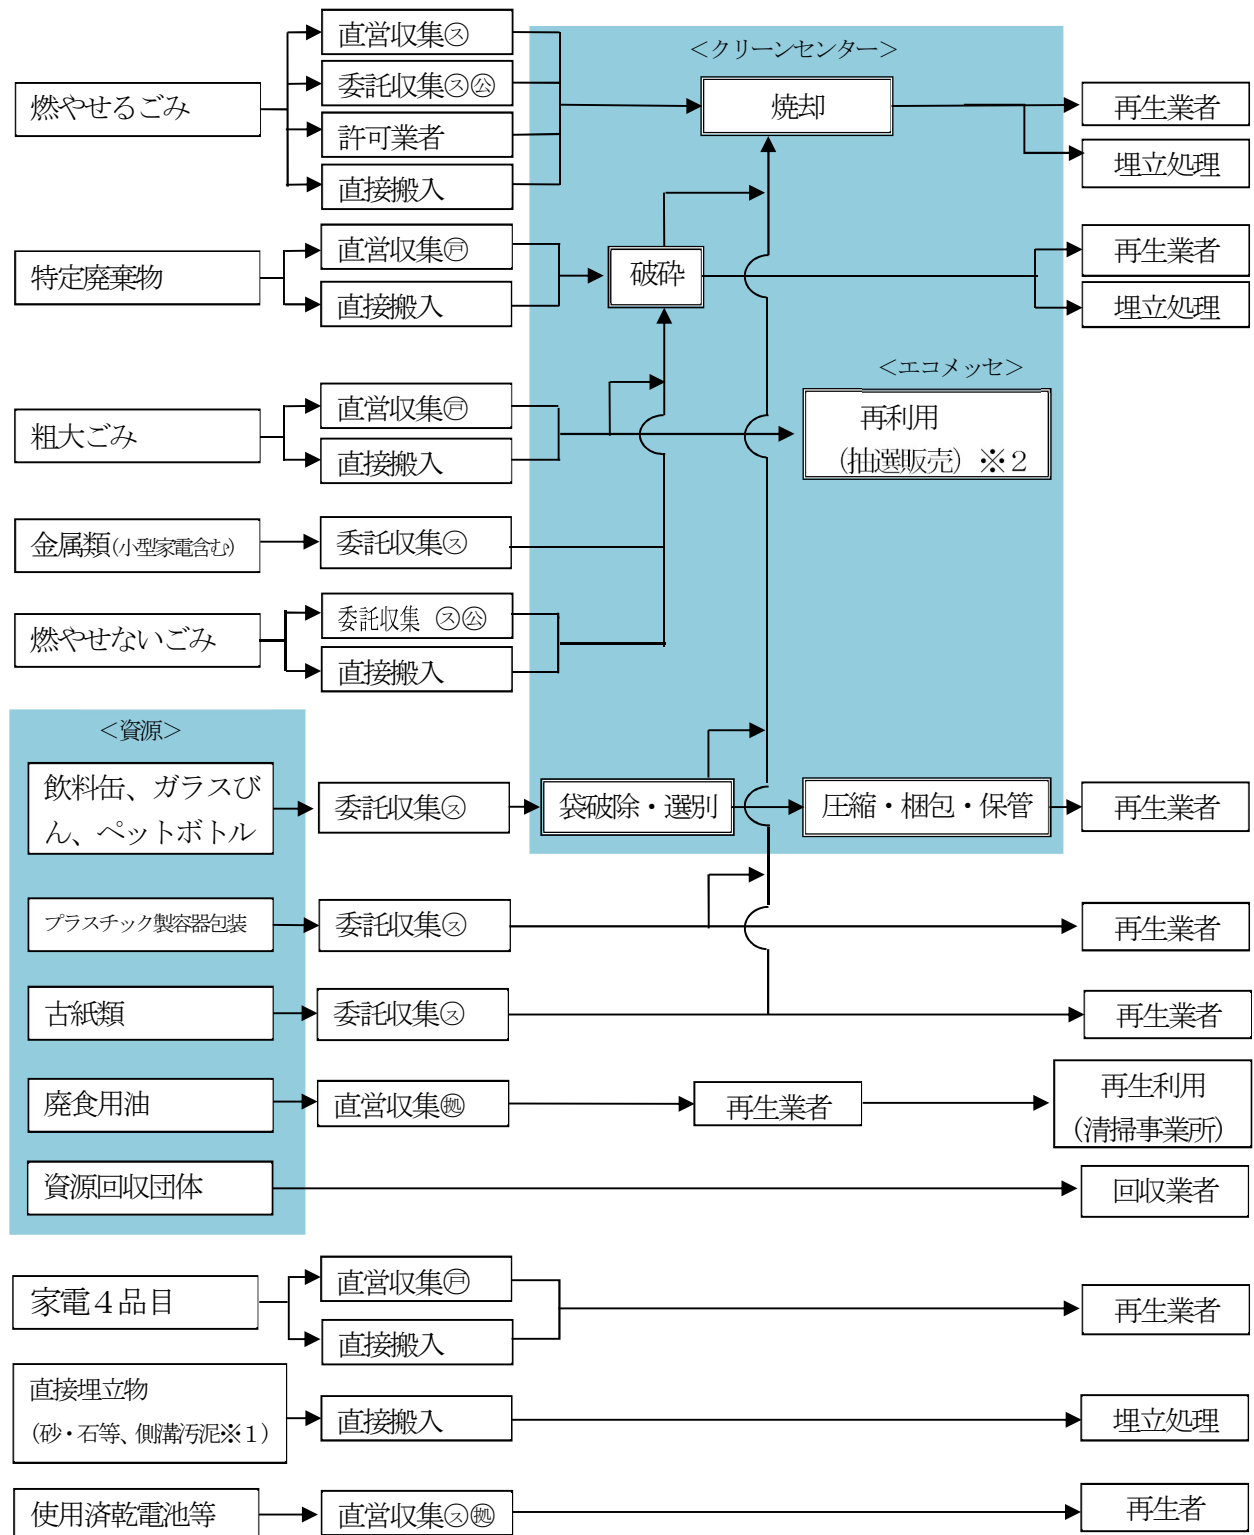 直営収集㋜
＜クリーンセンター＞
委託収集㋜㊡
燃やせるごみ
焼却
再生業者
許可業者
埋立処理
直接搬入
直営収集
再生業者
特定廃棄物
破砕
直接搬入
埋立処理
＜エコメッセ＞
直営収集
再利用
（抽選販売）※２
粗大ごみ
直接搬入
金属類（小型家電含む）
委託収集㋜
委託収集 ㋜㊡
燃やせないごみ
直接搬入
＜資源＞
飲料缶、ガラスび
ん、ペットボトル
委託収集㋜
袋破除・選別
圧縮・梱包・保管
再生業者
プラスチック製容器包装
委託収集㋜
再生業者
古紙類
委託収集㋜
再生業者
廃食用油
直営収集
再生業者
再生利用
（清掃事業所）
資源回収団体
回収業者
直営収集
家電４品目
再生業者
直接搬入
直接埋立物
（砂・石等、側溝汚泥※１）
直接搬入
埋立処理
使用済乾電池等
直営収集㋜
再生者